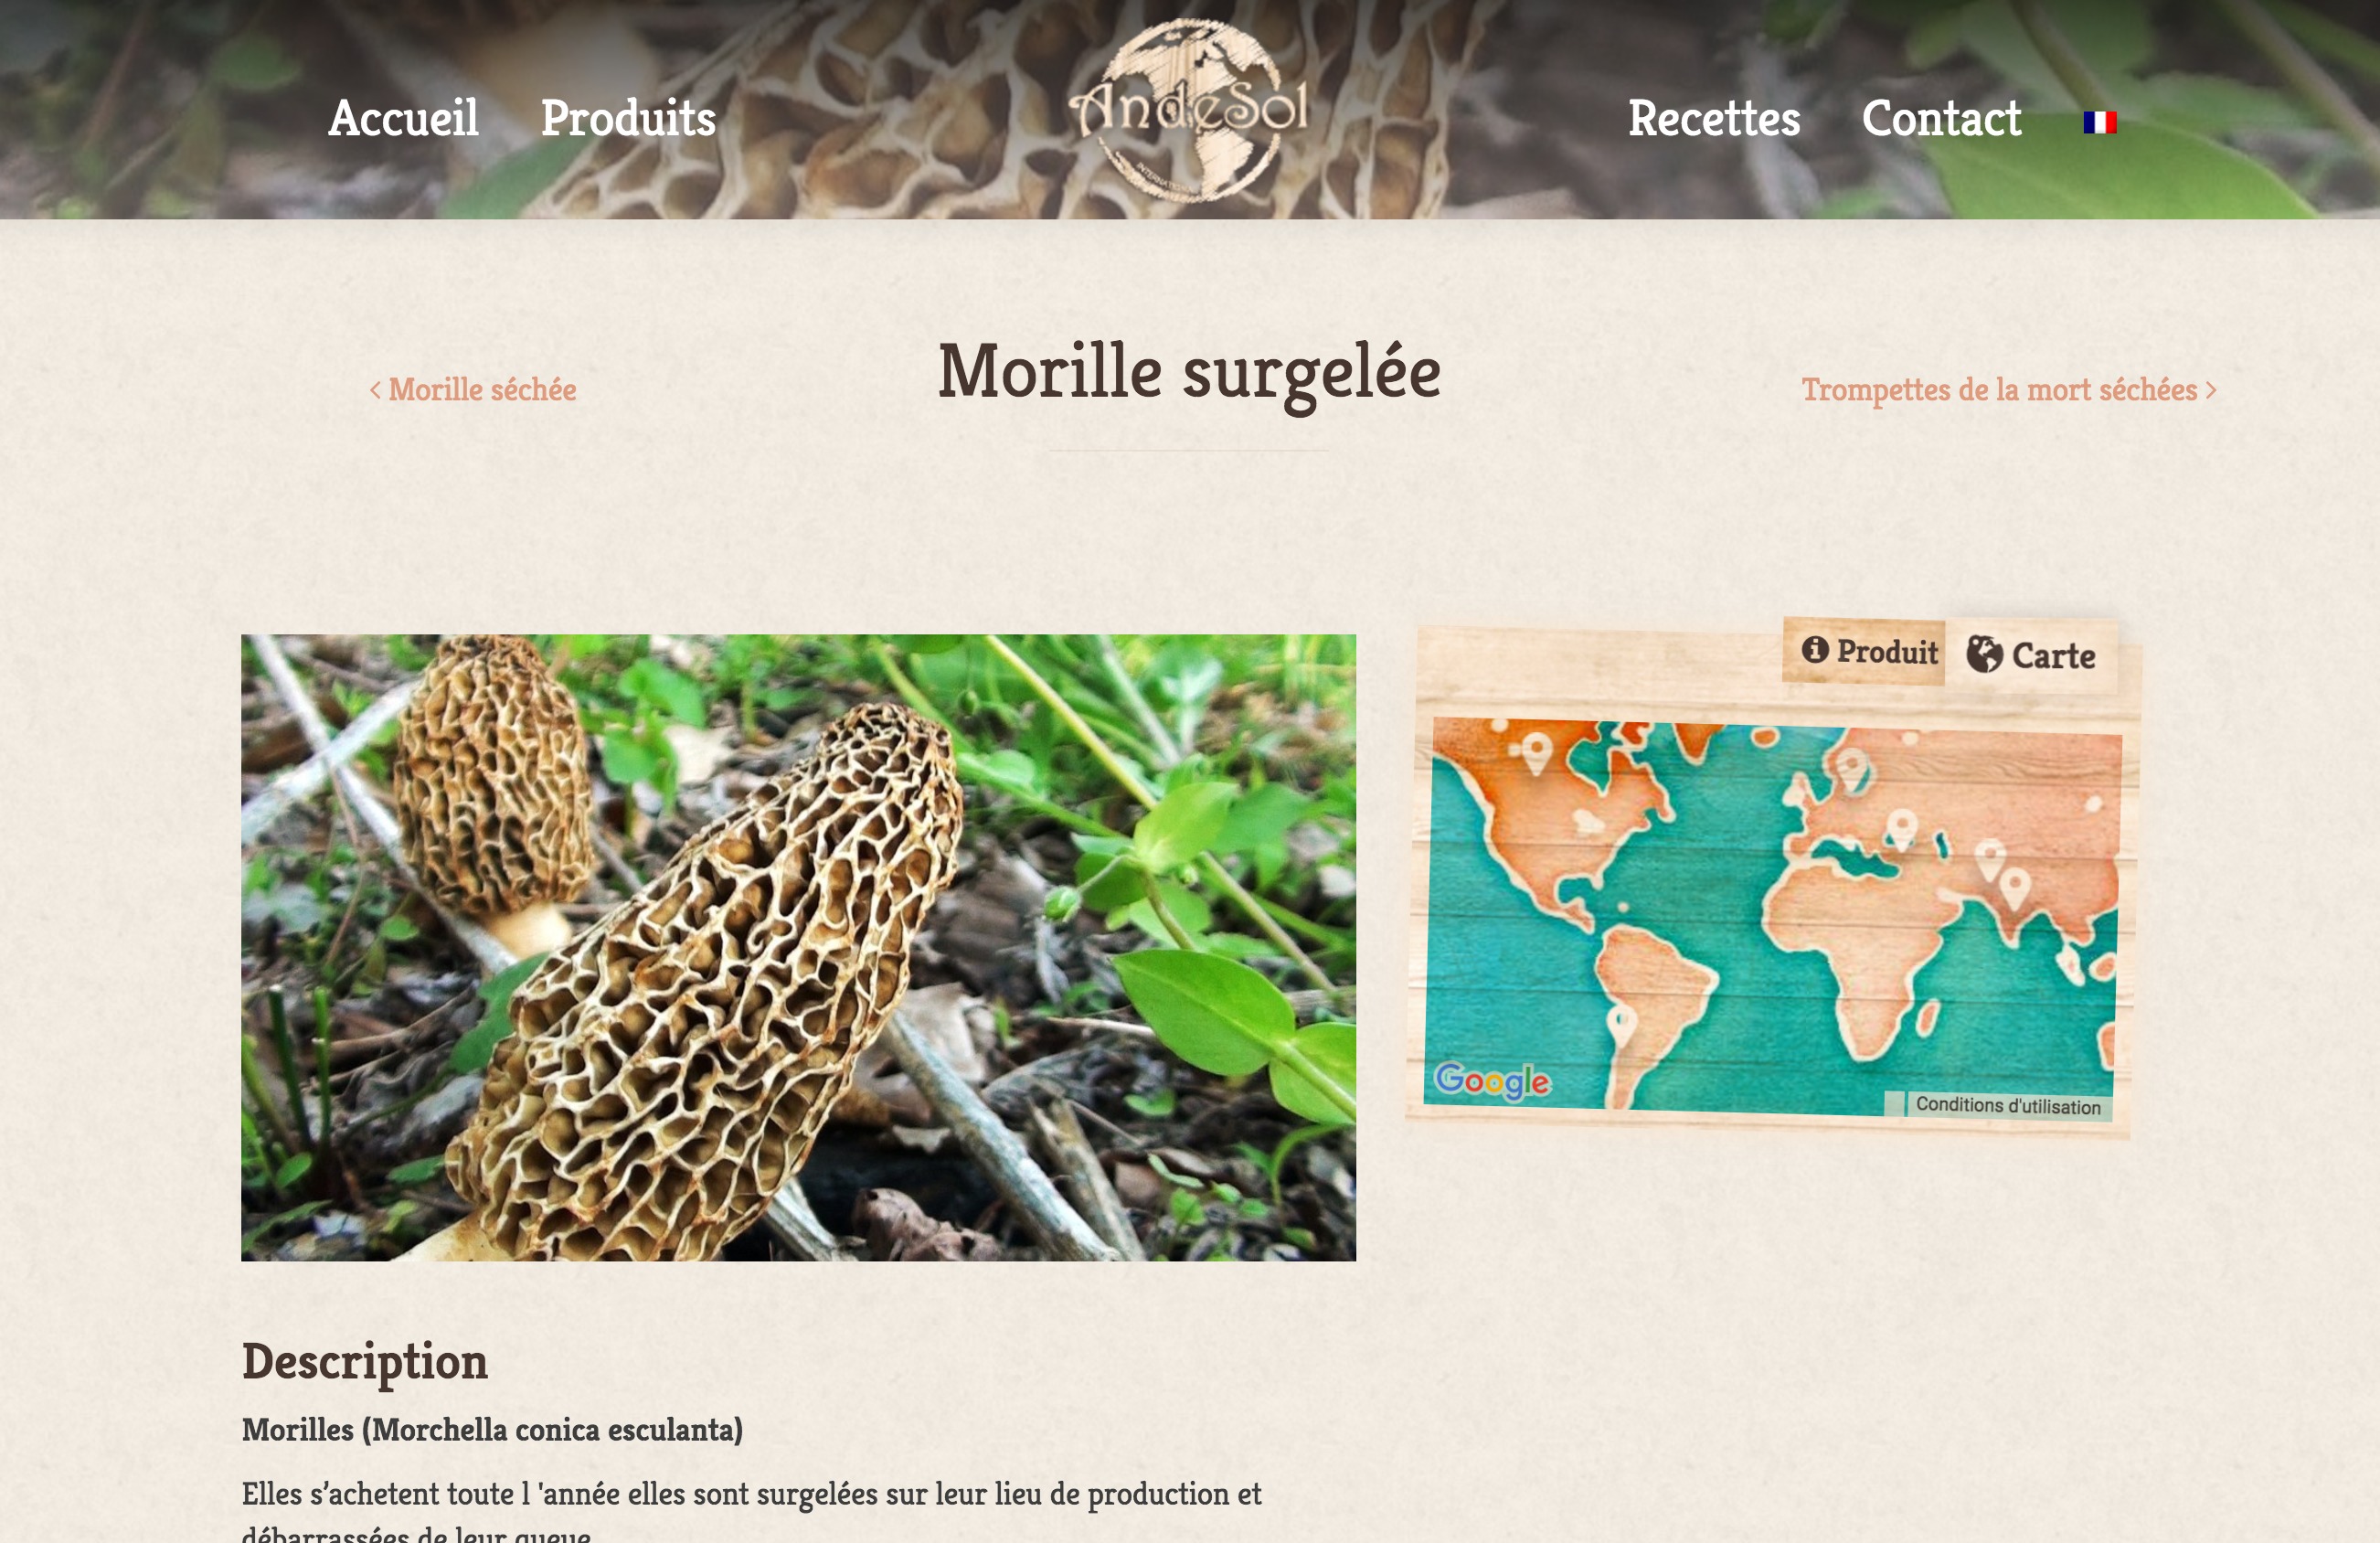 Accueil
Produits
AndeSol
INTERNATIONAL
Recettes
Contact
Morille séchée
Morille surgelée
Trompettes de la mort séchées
Produit
Carte
Google
Conditions d'utilisation
Description
Morilles (Morchella conica esculanta)
Elles s’achetent toute l 'année elles sont surgelées sur leur lieu de production et
débarrassées de leur queue